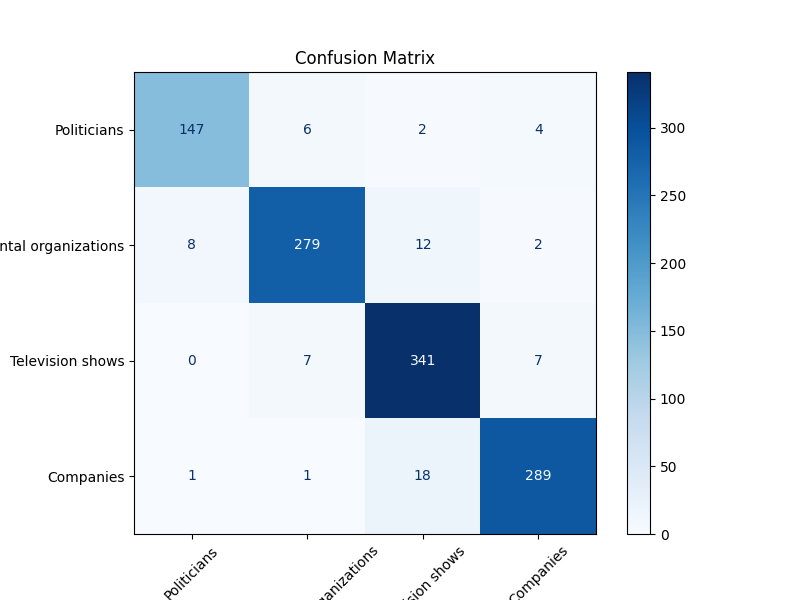 Confusion Matrix
Politicians 147 6 2 4
ntal organizations 8 279 12 2
Television shows 0 7 341 7
Companies 1 1 18 289
Politicians
ganizations
ision shows
Companies
300
250
200
150
100
50
0